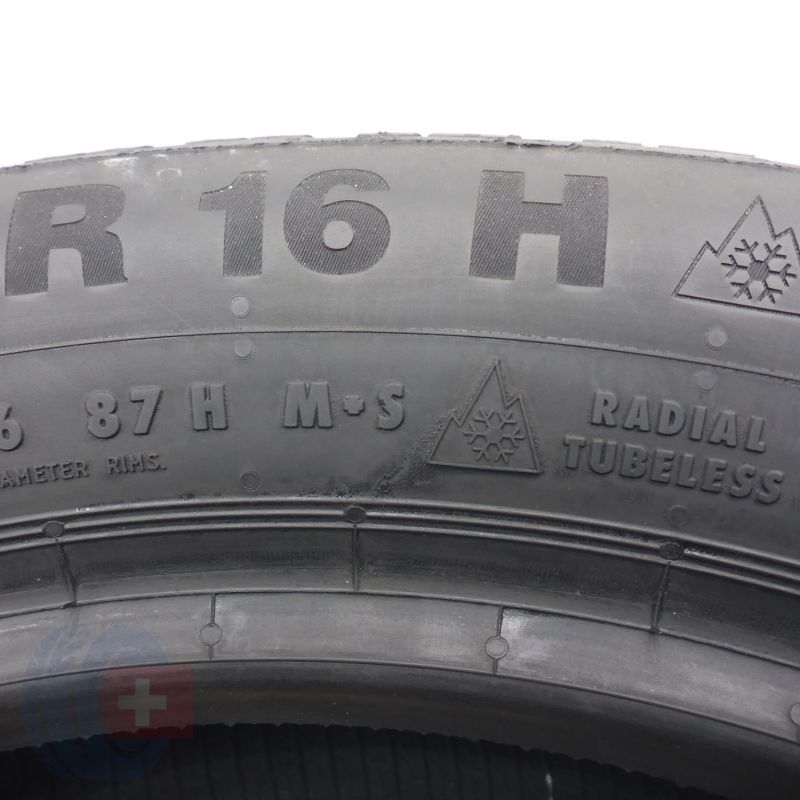 R 16 H
6 87 H M+S
RADIAL
TUBELESS
AMETER RIMS.